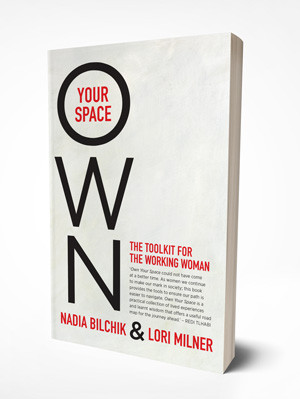 O
YOUR
SPACE
W
N
THE TOOLKIT FOR
THE WORKING WOMAN
'Own Your Space could not have come
at a better time. As women we continue
to make our mark in society, this book
provides the tools to ensure our path is
easier to navigate. Own Your Space is a
practical collection of lived experiences
and learnt wisdom that offers a useful road
map for the journey ahead.' – REDI TLHABI
NADIA BILCHIK & LORI MILNER